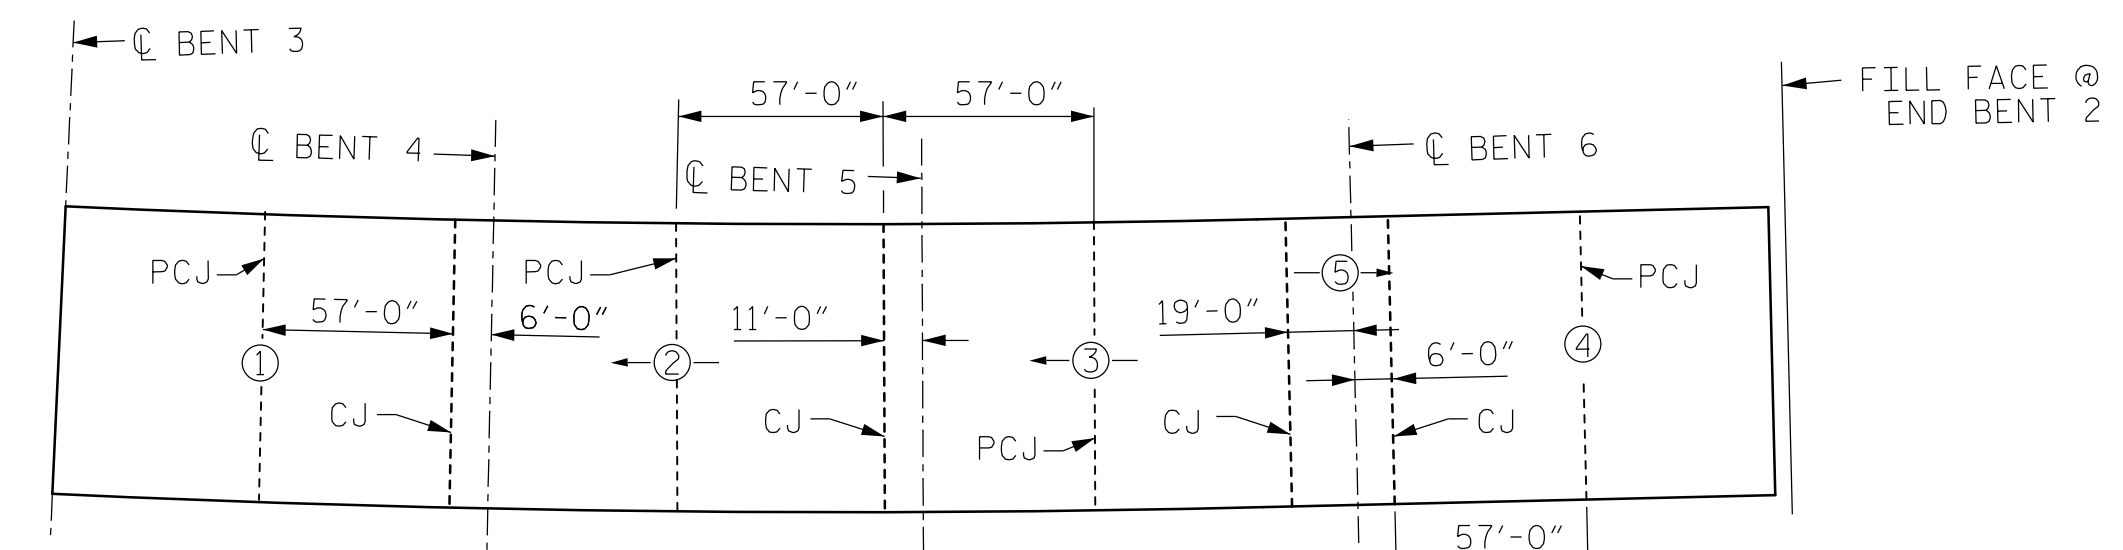 ℄ BENT 3
57'-0" 57'-0"
FILL FACE @
END BENT 2
℄ BENT 4
℄ BENT 5
℄ BENT 6
PCJ
PCJ
5
PCJ
57'-0"
6'-0"
11'-0"
19'-0"
1
2
3
6'-0"
4
CJ
CJ
PCJ
CJ
CJ
57'-0"